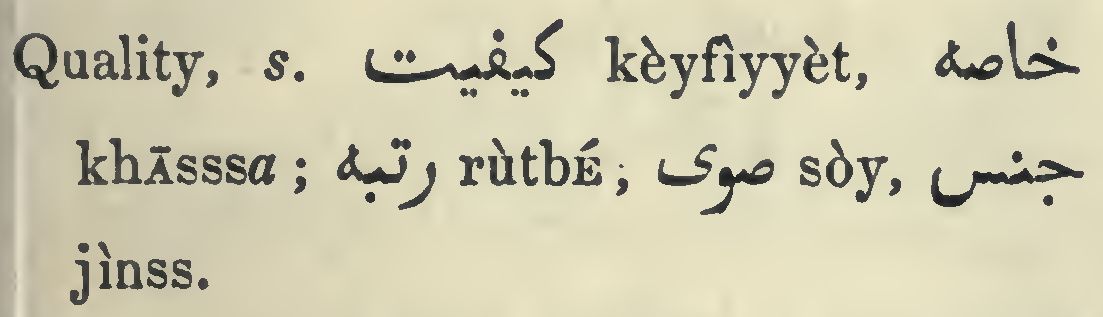 Quality, s. كيفيت kèyfìyyèt, خاصه
khĀsssa ; رتبه rùtbÉ ; صوى sòy, جنس
jìnss.